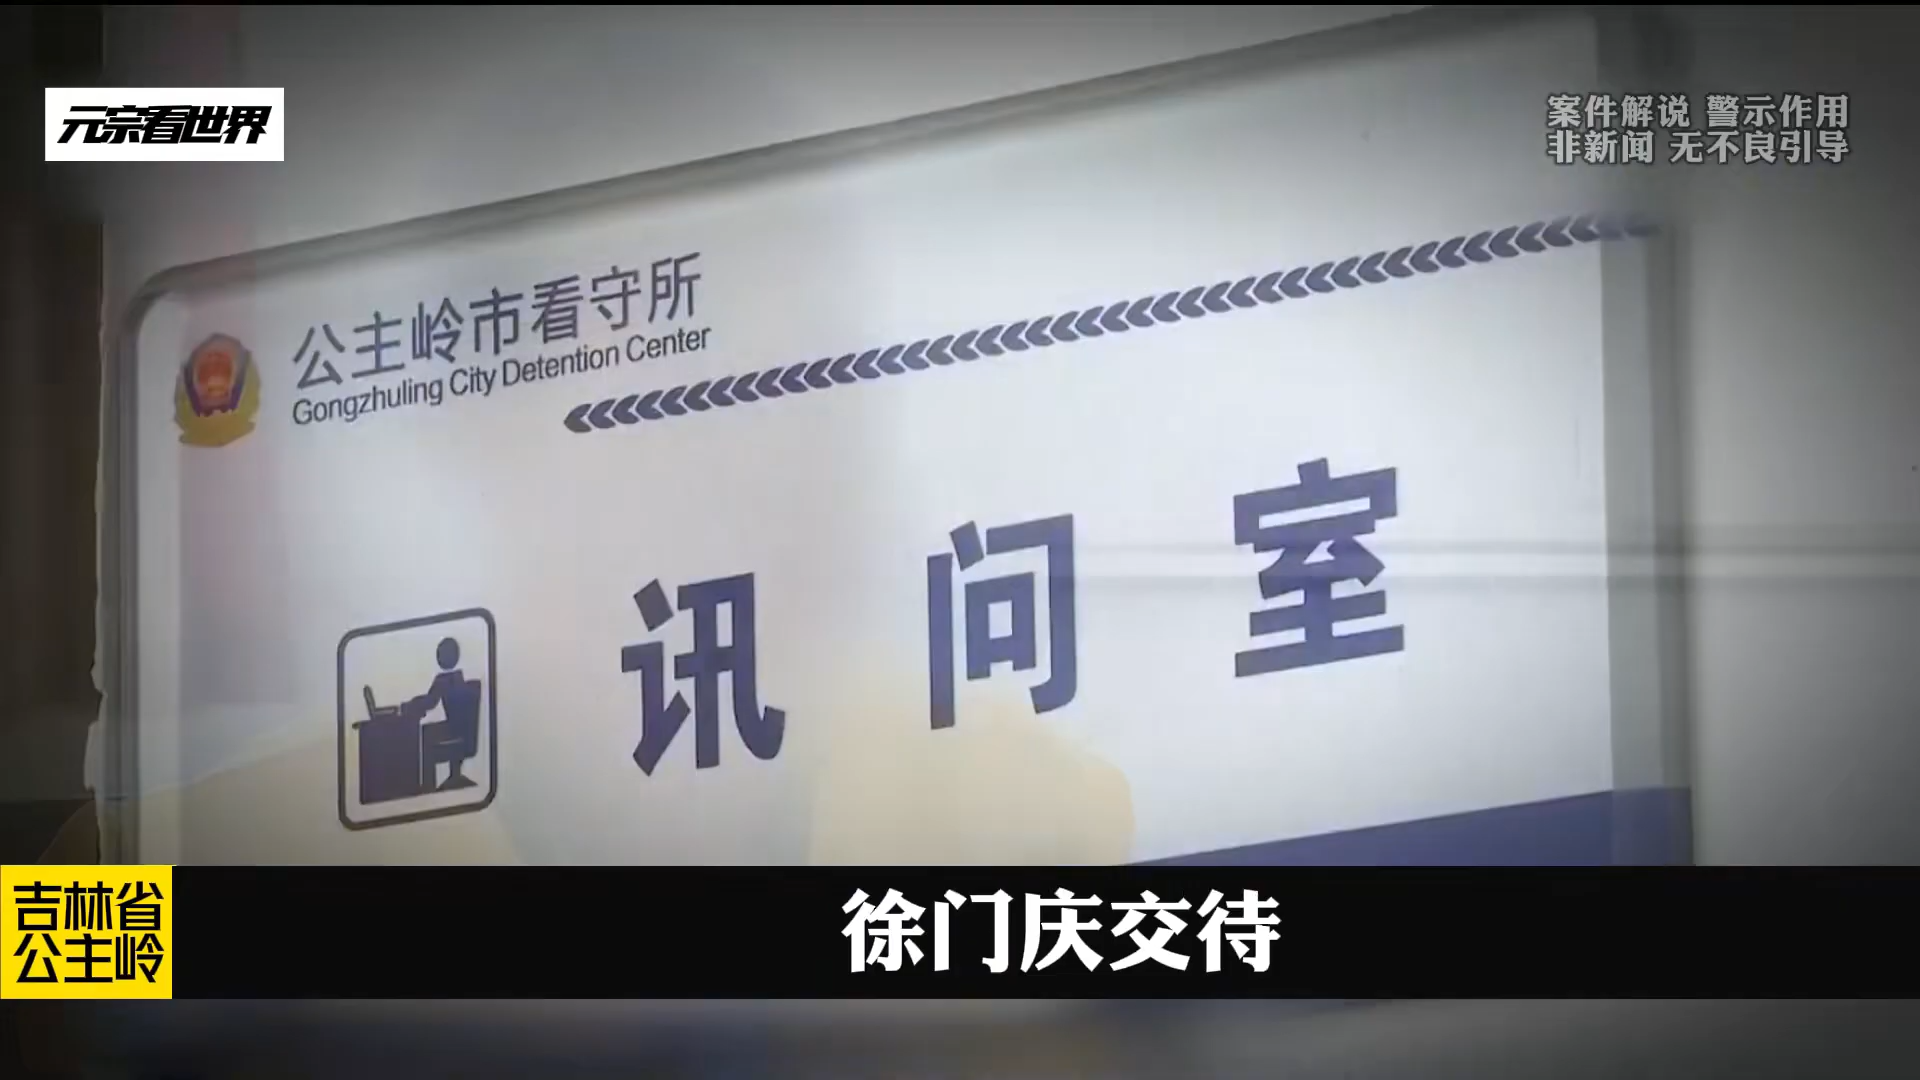 元宗看世界
案件解说 警示作用
非新闻 无不良引导
公主岭市看守所
Gongzhuling City Detention Center
讯问室
吉林省
公主岭
徐门庆交待